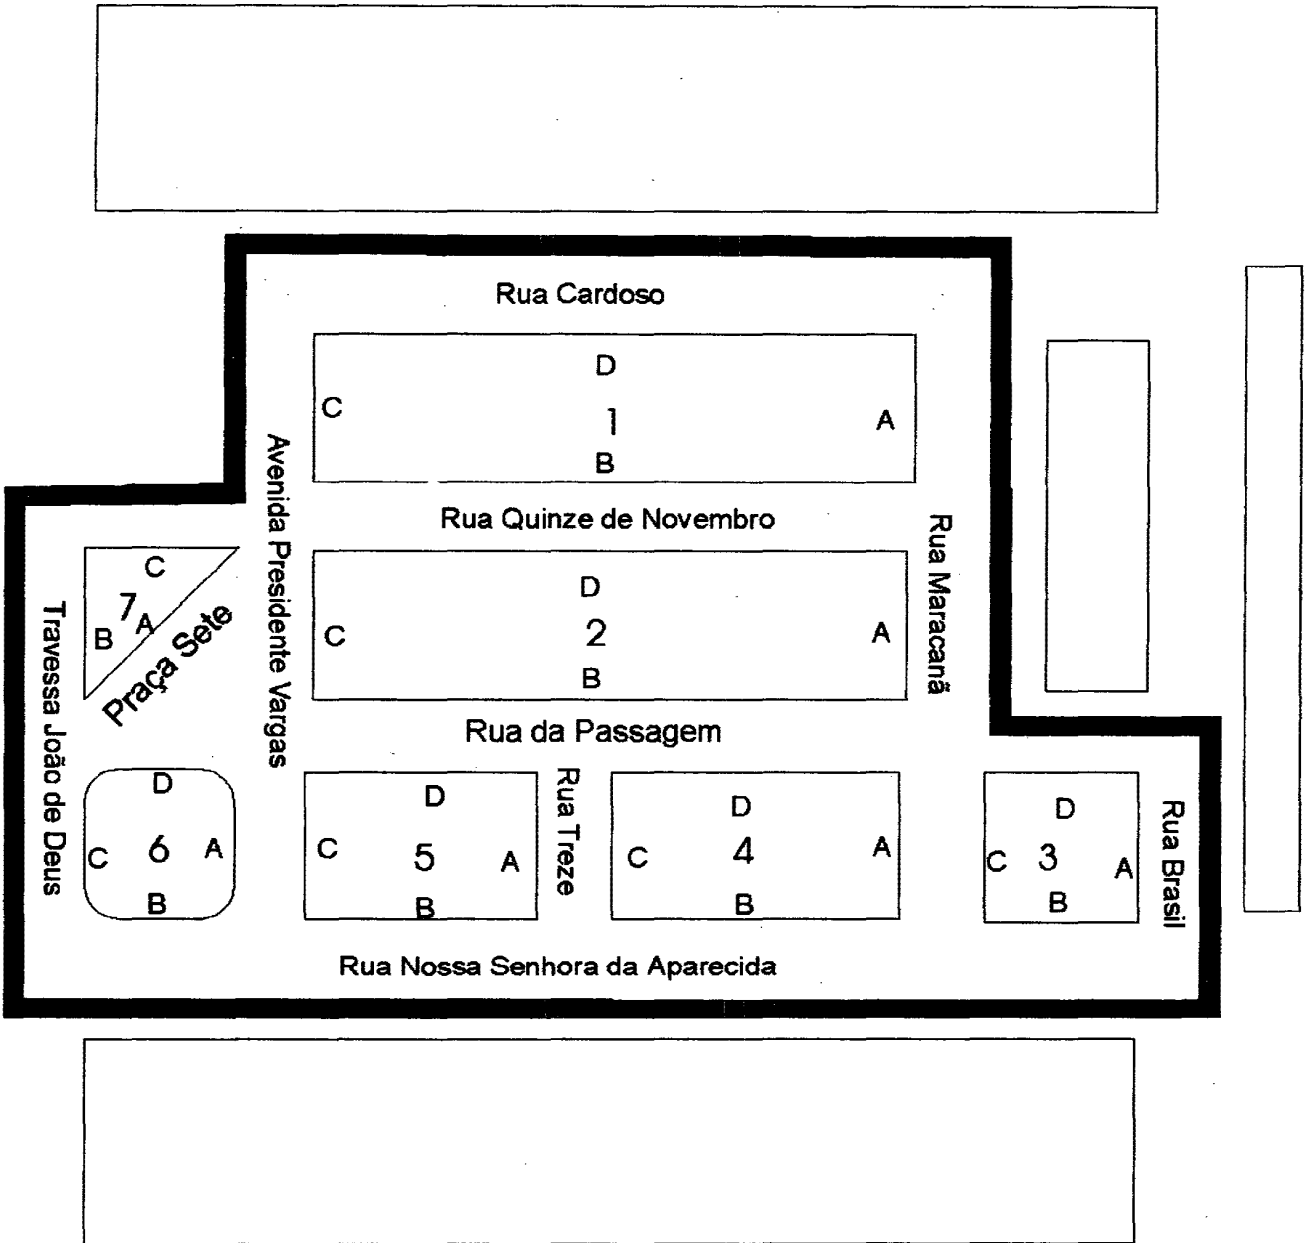 Rua Cardoso
D
C
1
A
B
Avenida Presidente Vargas
Rua Quinze de Novembro
Rua Maracanã
C
7
A
B
Praça Sete
Travessa João de Deus
D
C
2
A
B
Rua da Passagem
D
C
6
A
B
D
C
5
A
B
Rua Treze
D
C
4
A
B
D
C
3
A
B
Rua Brasil
Rua Nossa Senhora da Aparecida